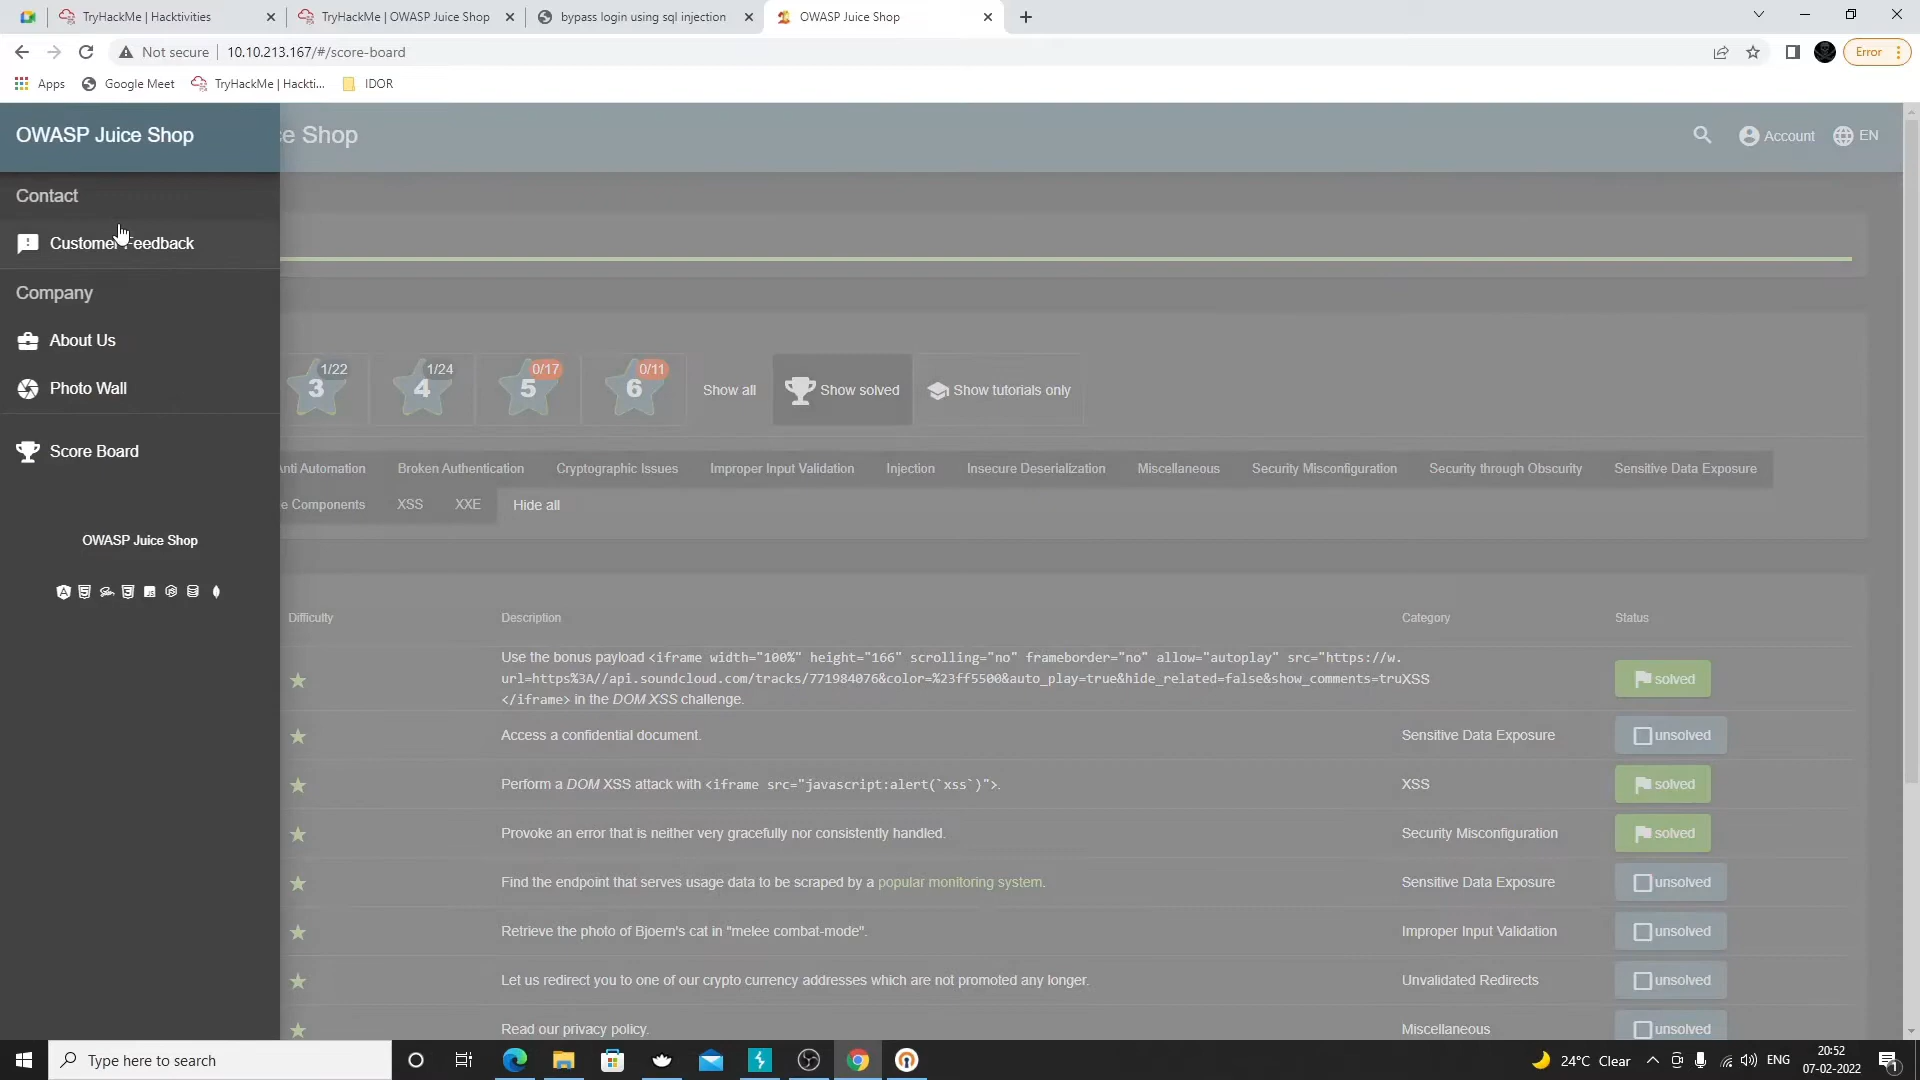 TryHackMe | Hacktivities
TryHackMe | OWASP Juice Shop
bypass login using sql injection
OWASP Juice Shop
Not secure
10.10.213.167/#/score-board
Error
Apps
Google Meet
TryHackMe | Hackti...
IDOR
OWASP Juice Shop
e Shop
Account
EN
Contact
Customer Feedback
Company
About Us
Photo Wall
Score Board
OWASP Juice Shop
3 1/22
4 1/24
5 0/17
6 0/11
Show all
Show solved
Show tutorials only
nti Automation
Broken Authentication
Cryptographic Issues
Improper Input Validation
Injection
Insecure Deserialization
Miscellaneous
Security Misconfiguration
Security through Obscurity
Sensitive Data Exposure
e Components
XSS
XXE
Hide all
Difficulty
Description
Category
Status
Use the bonus payload <iframe width="100%" height="166" scrolling="no" frameborder="no" allow="autoplay" src="https://w.
url=https%3A//api.soundcloud.com/tracks/771984076&color=%23ff5500&auto_play=true&hide_related=false&show_comments=tru
</iframe> in the DOM XSS challenge.
XSS
solved
Access a confidential document.
Sensitive Data Exposure
unsolved
Perform a DOM XSS attack with <iframe src="javascript:alert(`xss`)">.
XSS
solved
Provoke an error that is neither very gracefully nor consistently handled.
Security Misconfiguration
solved
Find the endpoint that serves usage data to be scraped by a popular monitoring system.
Sensitive Data Exposure
unsolved
Retrieve the photo of Bjoern's cat in "melee combat-mode".
Improper Input Validation
unsolved
Let us redirect you to one of our crypto currency addresses which are not promoted any longer.
Unvalidated Redirects
unsolved
Read our privacy policy.
Miscellaneous
unsolved
Type here to search
24°C Clear
ENG
20:52
07-02-2022
1